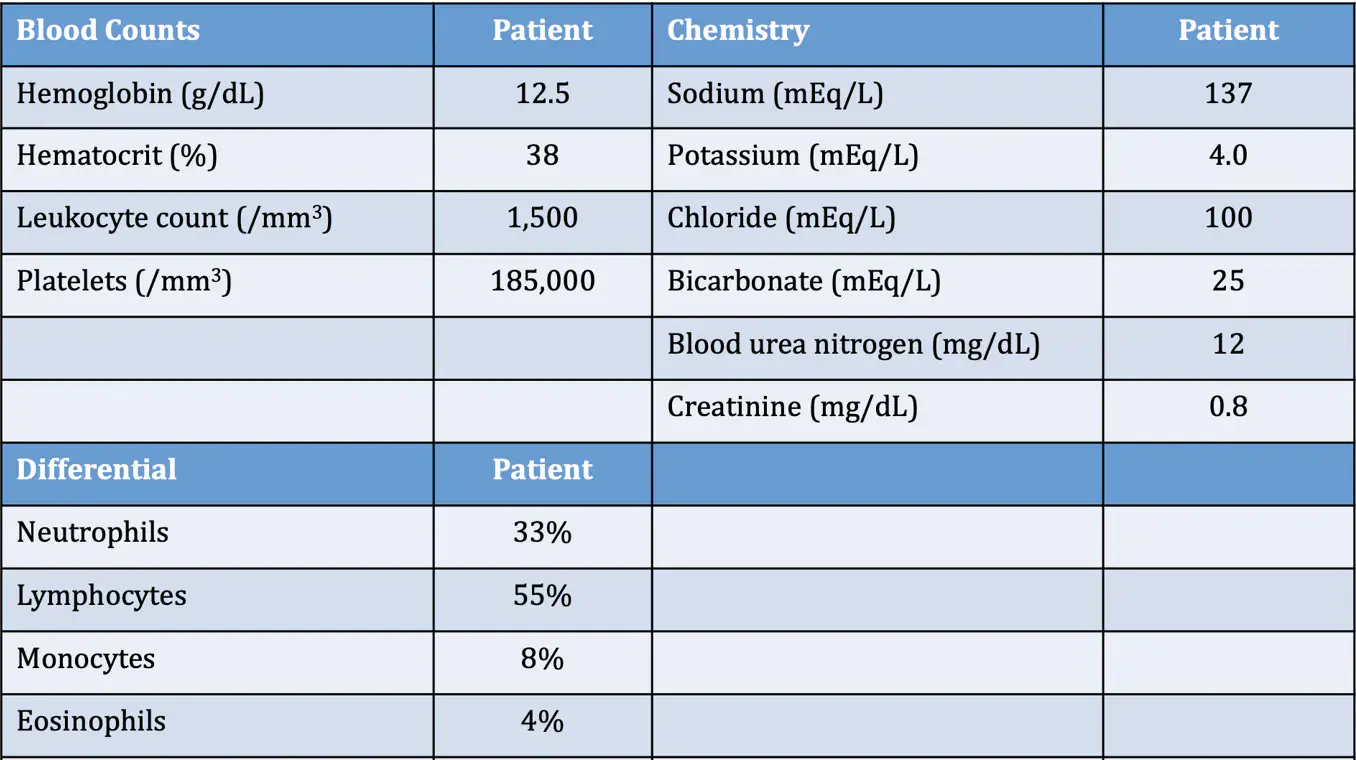 Blood Counts Patient Chemistry Patient
Hemoglobin (g/dL) 12.5 Sodium (mEq/L) 137
Hematocrit (%) 38 Potassium (mEq/L) 4.0
Leukocyte count (/mm³) 1,500 Chloride (mEq/L) 100
Platelets (/mm³) 185,000 Bicarbonate (mEq/L) 25
Blood urea nitrogen (mg/dL) 12
Creatinine (mg/dL) 0.8
Differential Patient
Neutrophils 33%
Lymphocytes 55%
Monocytes 8%
Eosinophils 4%